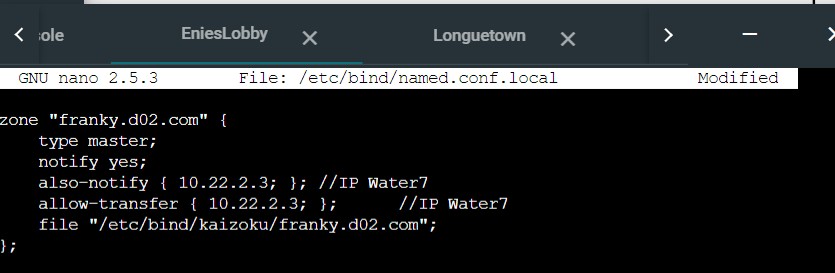 ole EniesLobby Longuetown
GNU nano 2.5.3 File: /etc/bind/named.conf.local Modified
zone "franky.d02.com" {
type master;
notify yes;
also-notify { 10.22.2.3; }; //IP Water7
allow-transfer { 10.22.2.3; }; //IP Water7
file "/etc/bind/kaizoku/franky.d02.com";
};